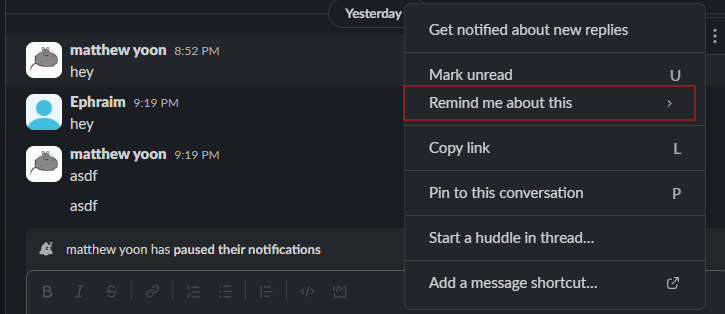 Yesterday
matthew yoon 8:52 PM
hey
Ephraim 9:19 PM
hey
matthew yoon 9:19 PM
asdf
asdf
matthew yoon has paused their notifications
B I S
Get notified about new replies
Mark unread U
Remind me about this
Copy link L
Pin to this conversation P
Start a huddle in thread...
Add a message shortcut...